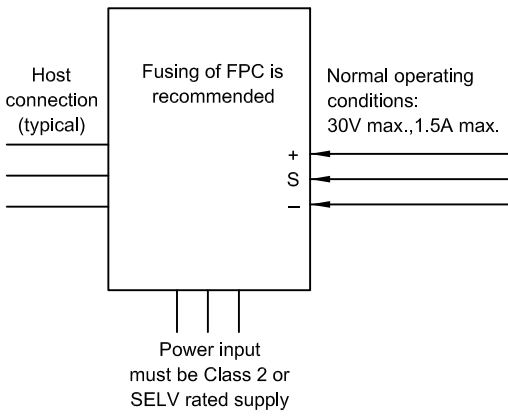 Host
connection
(typical)
Fusing of FPC is
recommended
Normal operating
conditions:
30V max.,1.5A max.
+
S
–
Power input
must be Class 2 or
SELV rated supply